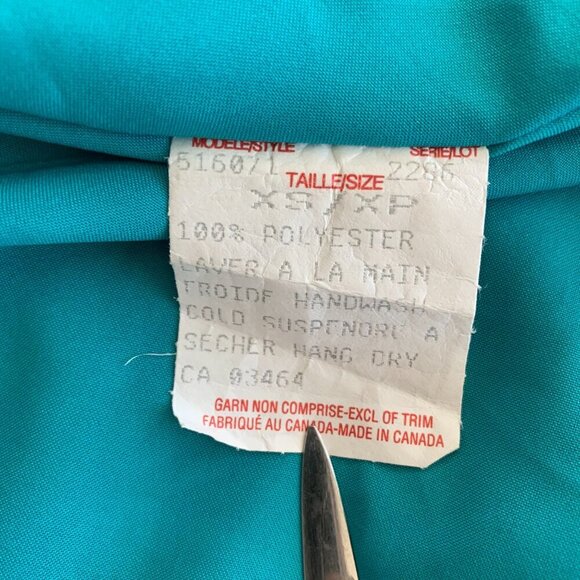 MODELE/STYLE SERIE/LOT
516071 2286
TAILLE/SIZE
XS/XP
100% POLYESTER
LAVER A LA MAIN
FROIDE HANDWASH
COLD SUSPENDRE A
SECHER HANG DRY
CA 03464
GARN NON COMPRISE-EXCL OF TRIM
FABRIQUÉ AU CANADA-MADE IN CANADA